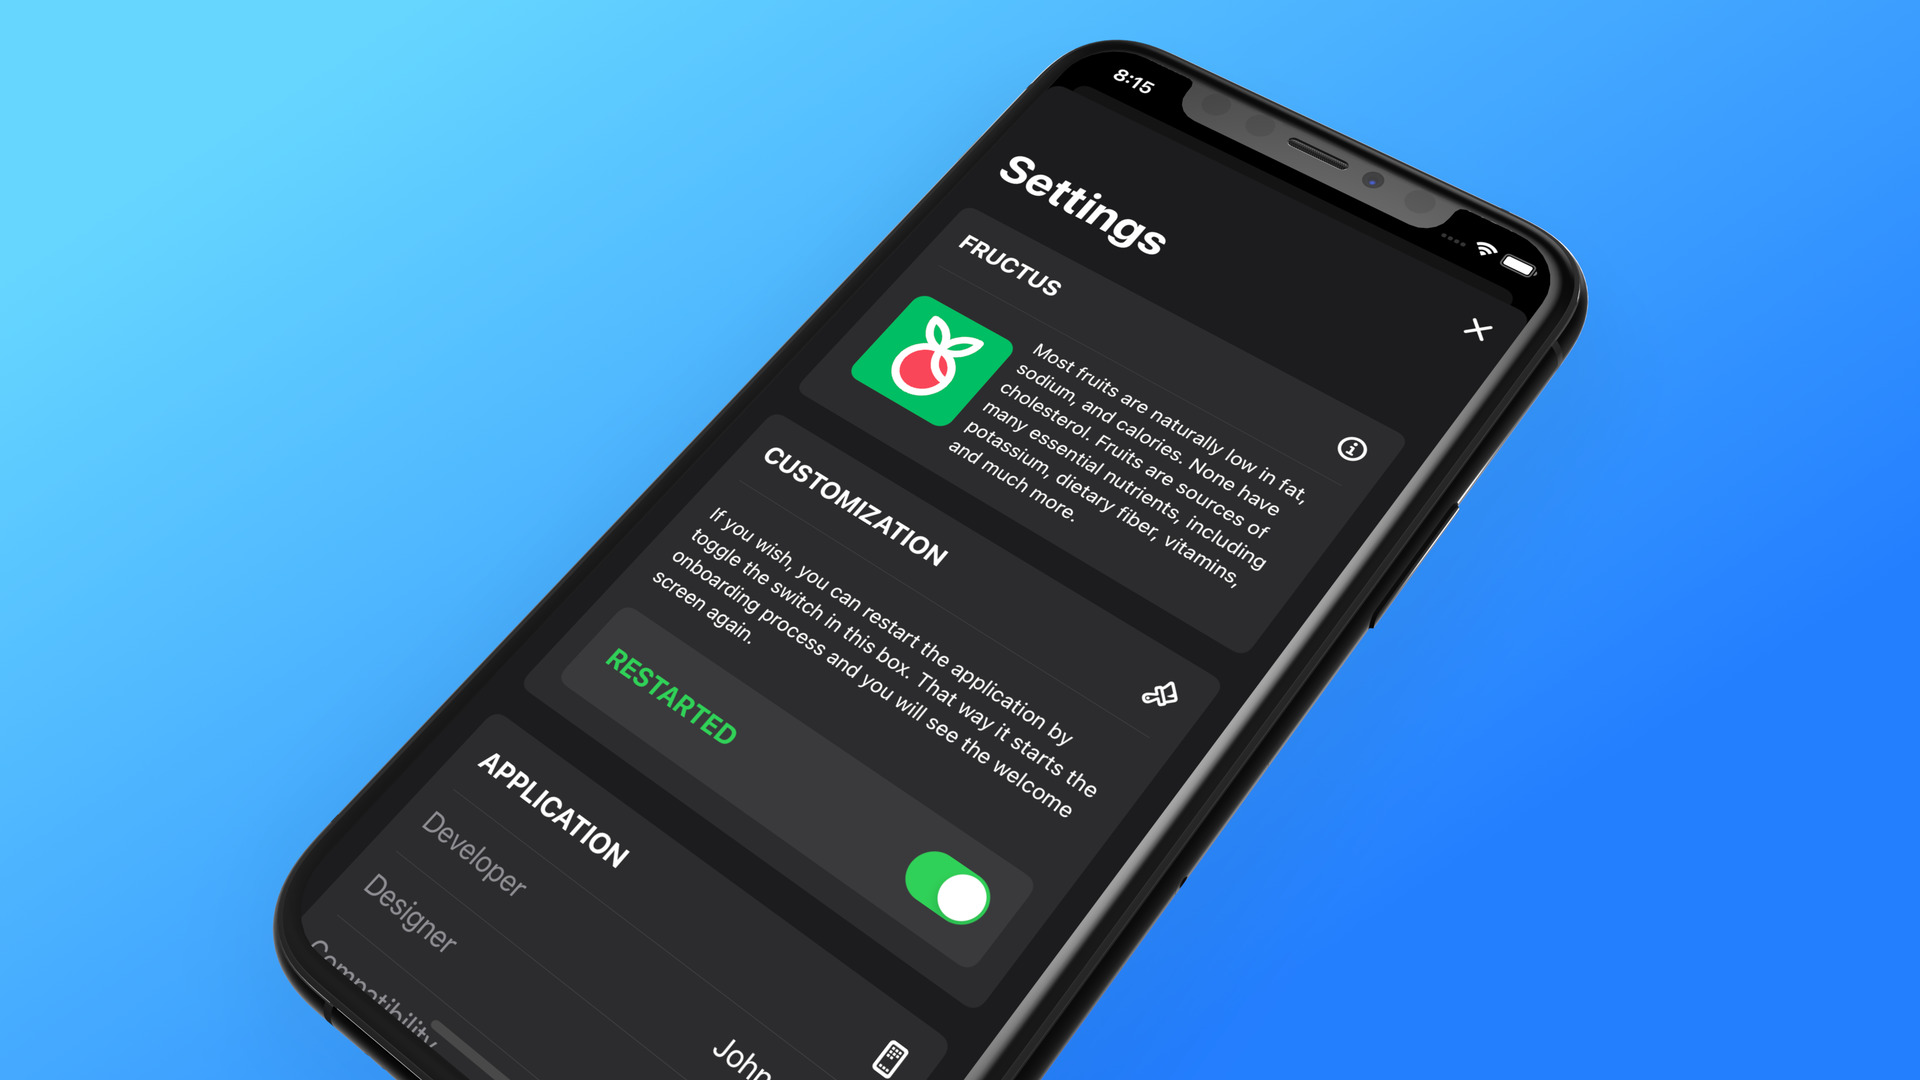 8:15
Settings
FRUCTUS
Most fruits are naturally low in fat,
sodium, and calories. None have
cholesterol. Fruits are sources of
many essential nutrients, including
potassium, dietary fiber, vitamins,
and much more.
CUSTOMIZATION
If you wish, you can restart the application by
toggle the switch in this box. That way it starts the
onboarding process and you will see the welcome
screen again.
RESTARTED
APPLICATION
Developer
John
Designer
Compatibility